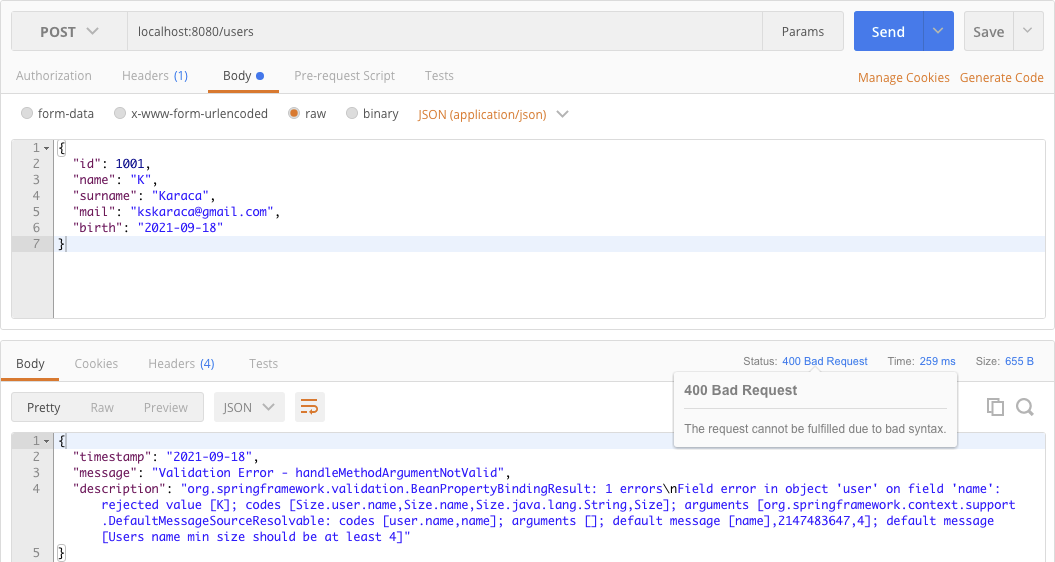 POST localhost:8080/users Params Send Save
Authorization Headers (1) Body Pre-request Script Tests Manage Cookies Generate Code
form-data x-www-form-urlencoded raw binary JSON (application/json)
1 {
2 "id": 1001,
3 "name": "K",
4 "surname": "Karaca",
5 "mail": "kskaraca@gmail.com",
6 "birth": "2021-09-18"
7 }
Body Cookies Headers (4) Tests Status: 400 Bad Request Time: 259 ms Size: 655 B
400 Bad Request
The request cannot be fulfilled due to bad syntax.
Pretty Raw Preview JSON
1 {
2 "timestamp": "2021-09-18",
3 "message": "Validation Error - handleMethodArgumentNotValid",
4 "description": "org.springframework.validation.BeanPropertyBindingResult: 1 errors\nField error in object 'user' on field 'name':
rejected value [K]; codes [Size.user.name,Size.name,Size.java.lang.String,Size]; arguments [org.springframework.context.support
.DefaultMessageSourceResolvable: codes [user.name,name]; arguments []; default message [name],2147483647,4]; default message
[Users name min size should be at least 4]"
5 }